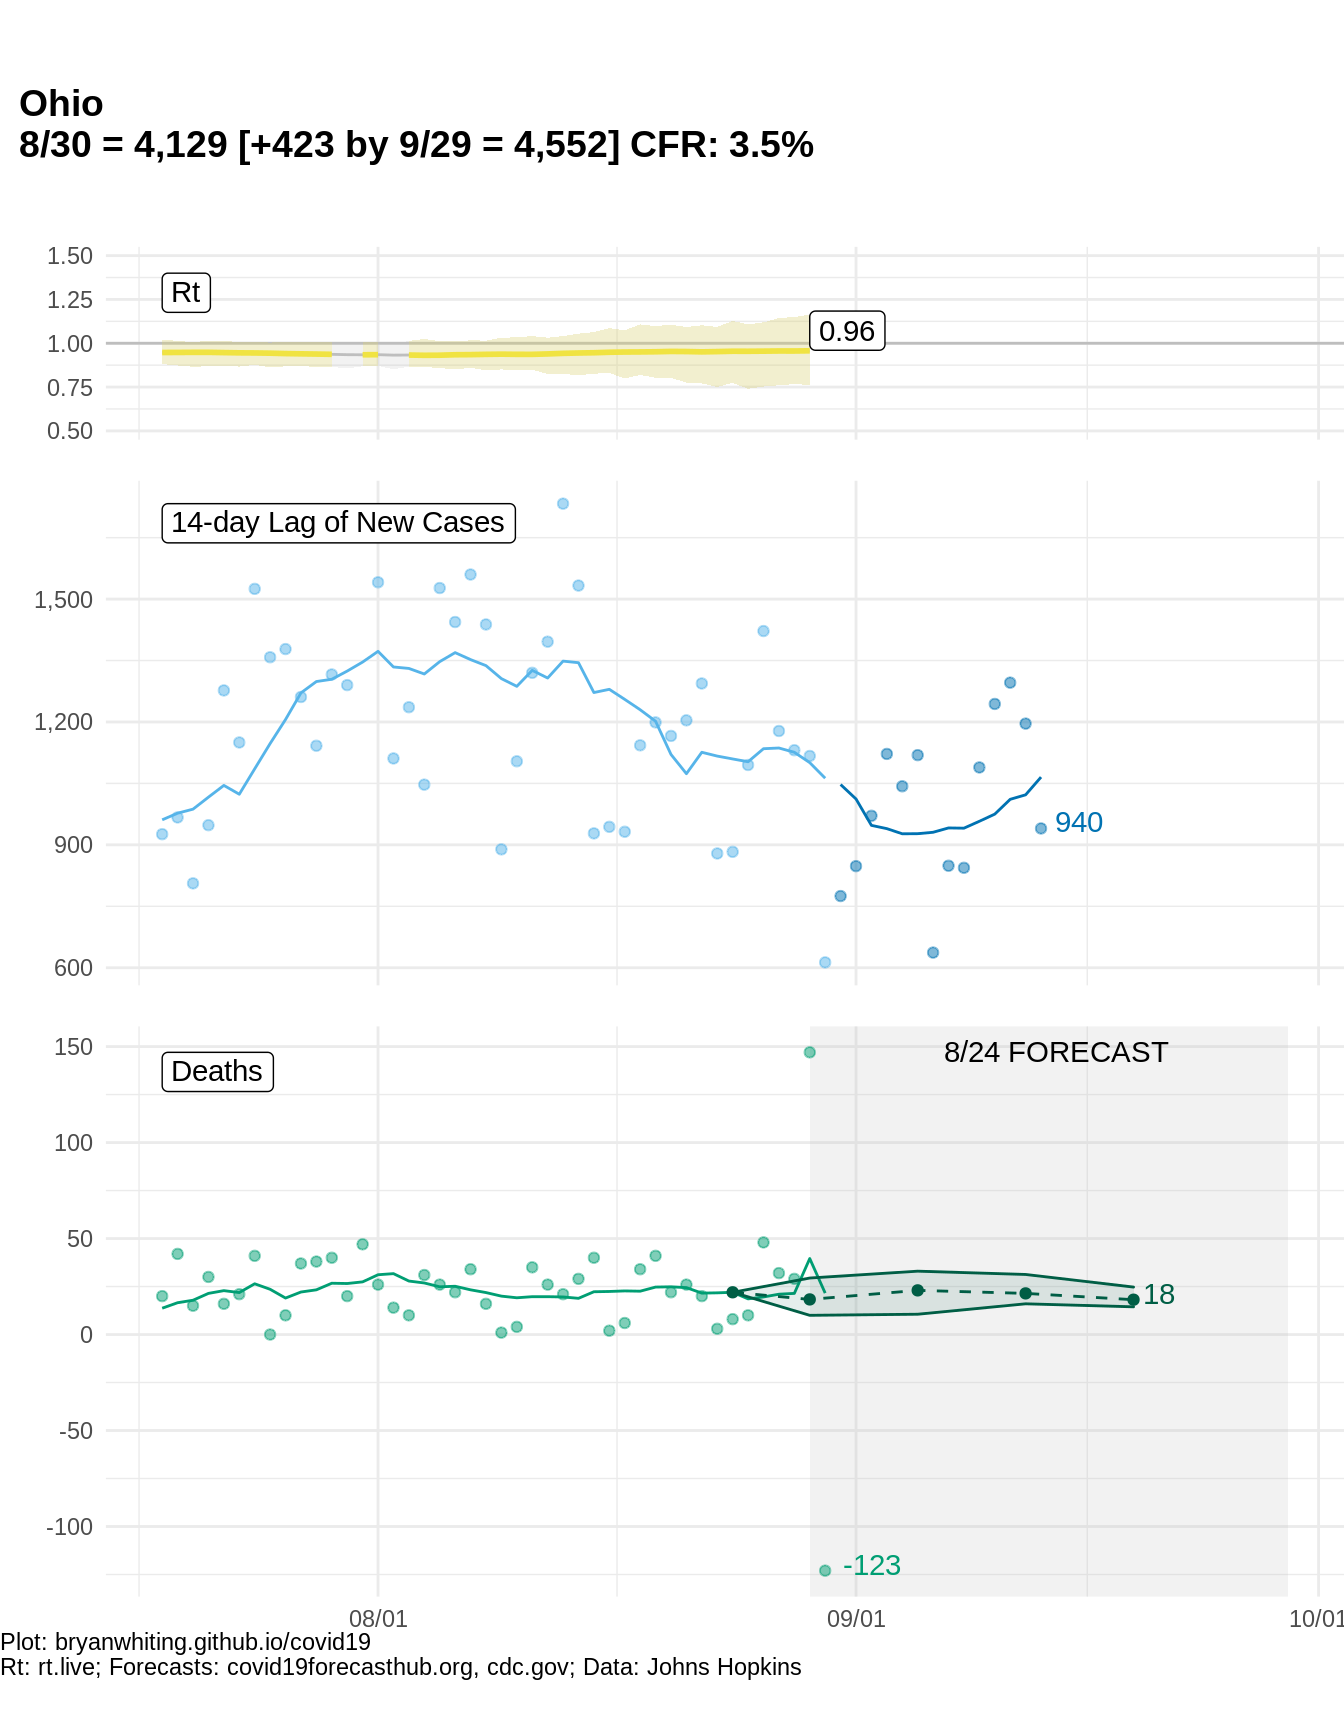 Ohio
8/30 = 4,129 [+423 by 9/29 = 4,552] CFR: 3.5%
1.50
Rt
1.25
1.00
0.96
0.75
0.50
14-day Lag of New Cases
1,500
1,200
900
940
600
150
8/24 FORECAST
Deaths
100
50
18
0
-50
-100
-123
08/01
09/01
10/01
Plot: bryanwhiting.github.io/covid19
Rt: rt.live; Forecasts: covid19forecasthub.org, cdc.gov; Data: Johns Hopkins